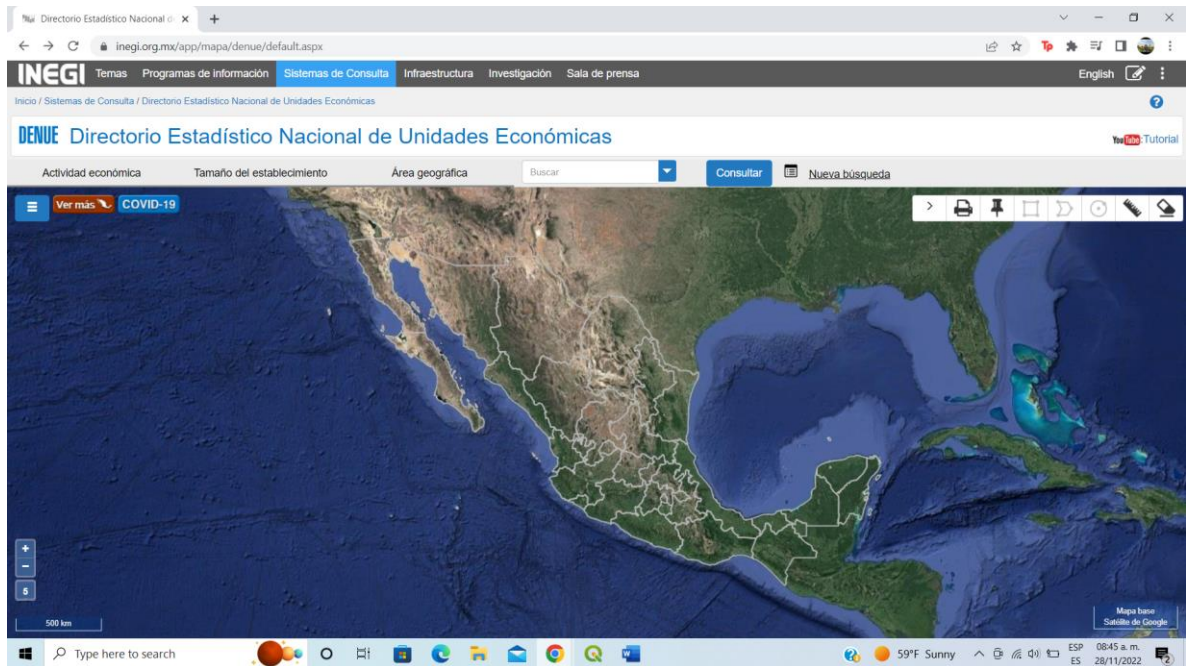 Directorio Estadístico Nacional d
inegi.org.mx/app/mapa/denue/default.aspx
INEGI Temas Programas de información Sistemas de Consulta Infraestructura Investigación Sala de prensa English
Inicio / Sistemas de Consulta / Directorio Estadístico Nacional de Unidades Económicas
DENUE Directorio Estadístico Nacional de Unidades Económicas YouTube Tutorial
Actividad económica Tamaño del establecimiento Área geográfica Buscar Consultar Nueva búsqueda
Ver más COVID-19
+
-
5
500 km
Mapa base
Satélite de Google
Type here to search 59°F Sunny ESP 08:45 a. m.
ES 28/11/2022 2